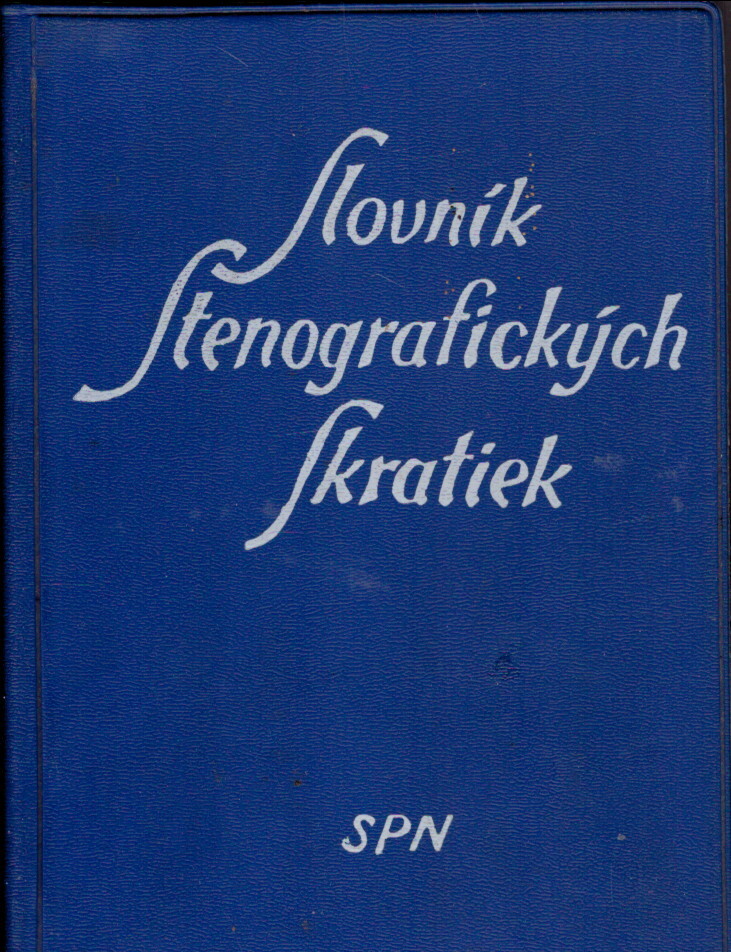 Slovník
Stenografických
Skratiek
SPN